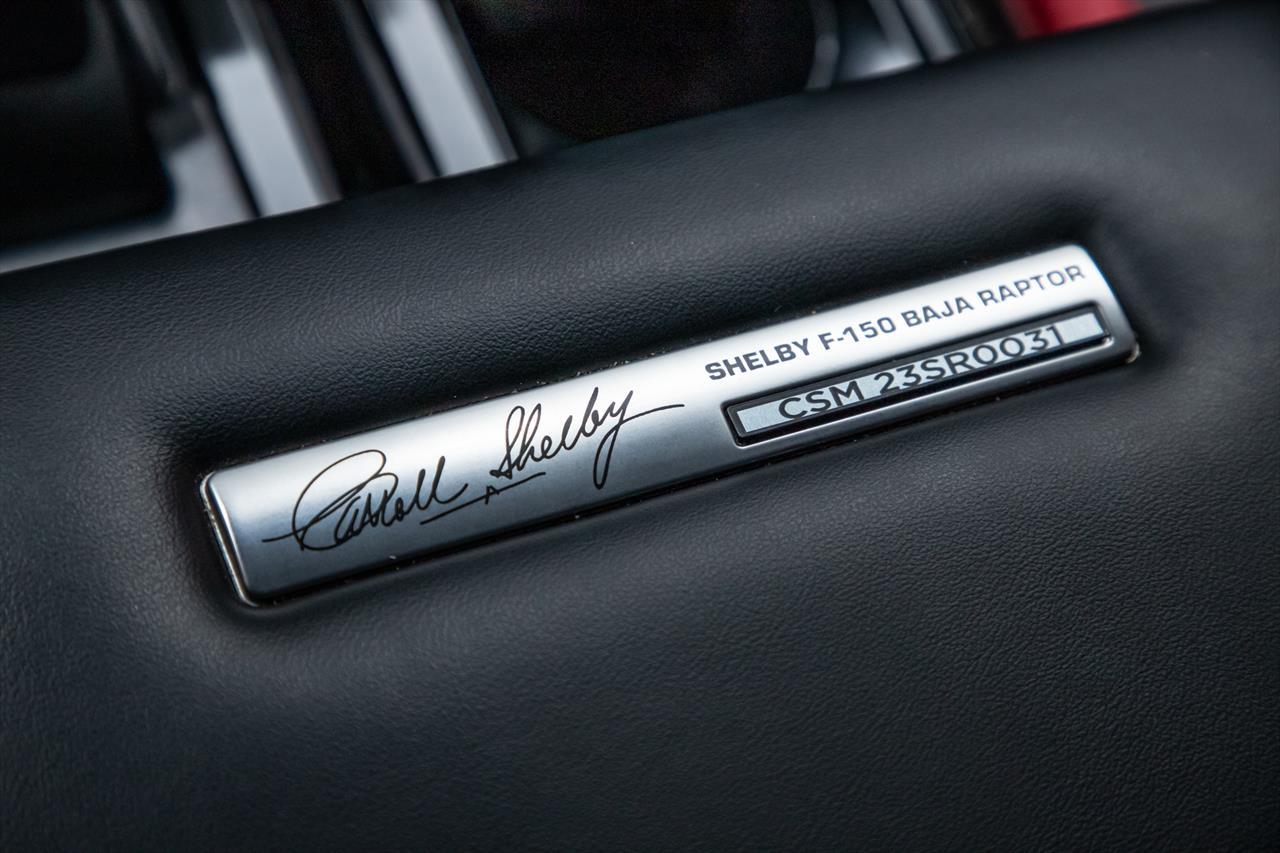 Carroll Shelby
SHELBY F-150 BAJA RAPTOR
CSM 23SR0031